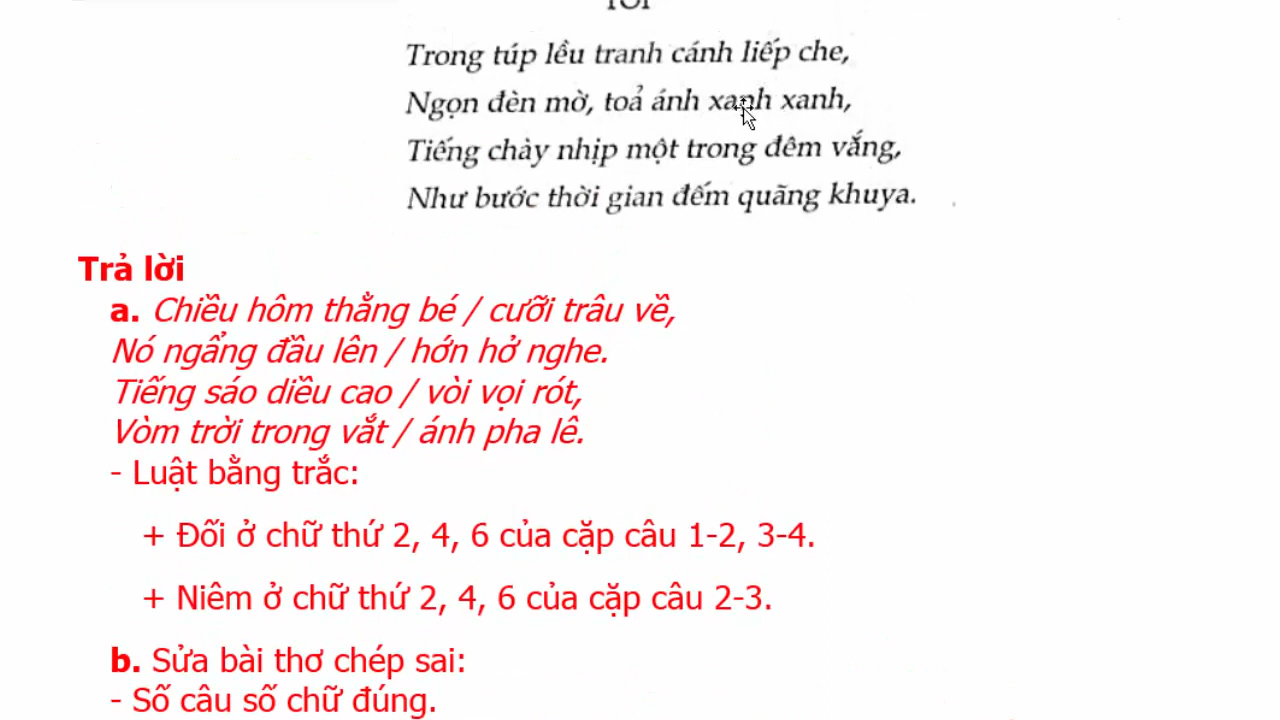 Trong túp lều tranh cánh liếp che,
Ngọn đèn mờ, toả ánh xanh xanh,
Tiếng chày nhịp một trong đêm vắng,
Như bước thời gian đếm quãng khuya.
Trả lời
a. Chiều hôm thằng bé / cưỡi trâu về,
Nó ngẩng đầu lên / hớn hở nghe.
Tiếng sáo diều cao / vòi vọi rót,
Vòm trời trong vắt / ánh pha lê.
- Luật bằng trắc:
+ Đối ở chữ thứ 2, 4, 6 của cặp câu 1-2, 3-4.
+ Niêm ở chữ thứ 2, 4, 6 của cặp câu 2-3.
b. Sửa bài thơ chép sai:
- Số câu số chữ đúng.